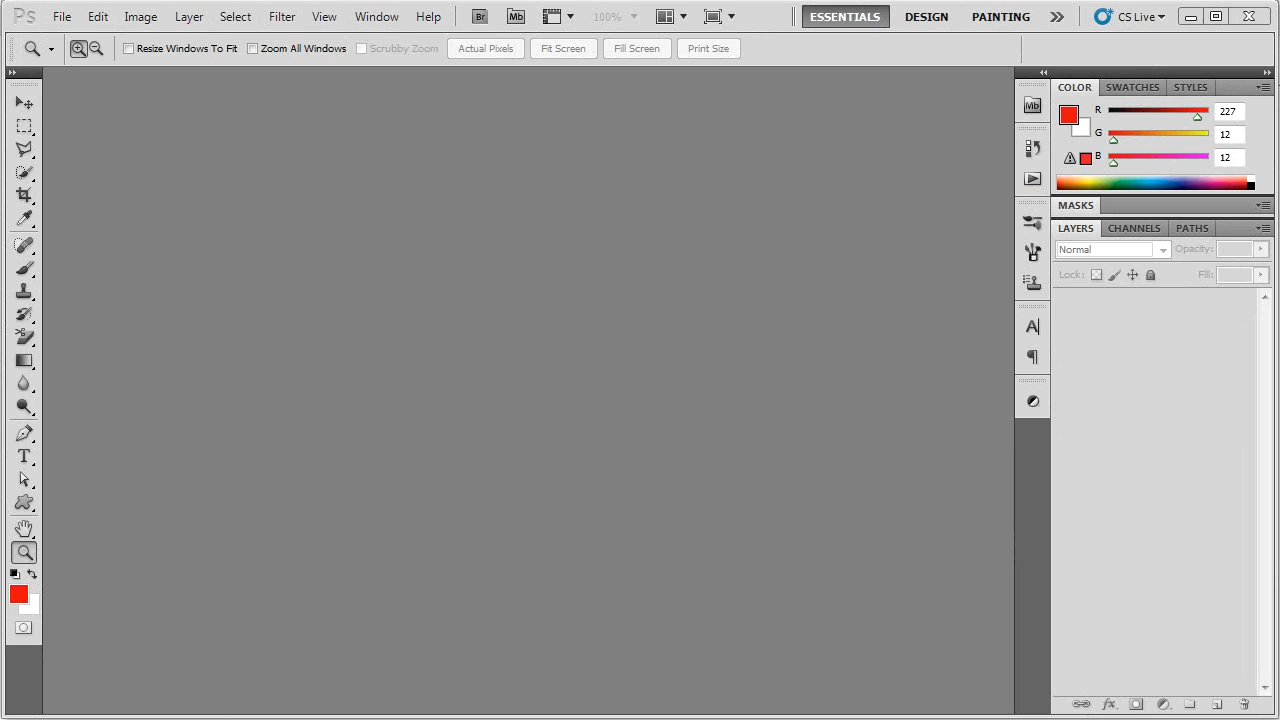 Ps File Edit Image Layer Select Filter View Window Help Br Mb 100% ESSENTIALS DESIGN PAINTING CS Live
Resize Windows To Fit Zoom All Windows Scrubby Zoom Actual Pixels Fit Screen Fill Screen Print Size
COLOR SWATCHES STYLES
Mb
R 227
G 12
B 12
MASKS
LAYERS CHANNELS PATHS
Normal Opacity:
Lock: Fill:
A
T
fx